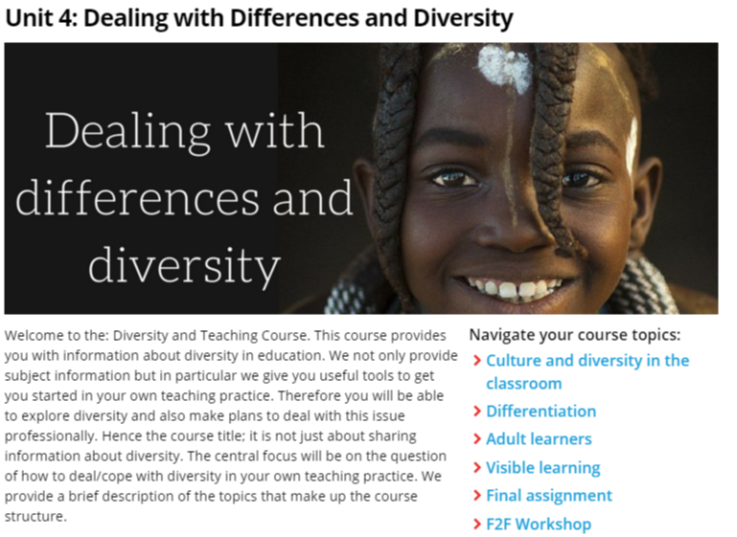 Unit 4: Dealing with Differences and Diversity
Dealing with
differences and
diversity
Welcome to the: Diversity and Teaching Course. This course provides
you with information about diversity in education. We not only provide
subject information but in particular we give you useful tools to get
you started in your own teaching practice. Therefore you will be able
to explore diversity and also make plans to deal with this issue
professionally. Hence the course title; it is not just about sharing
information about diversity. The central focus will be on the question
of how to deal/cope with diversity in your own teaching practice. We
provide a brief description of the topics that make up the course
structure.
Navigate your course topics:
Culture and diversity in the
classroom
Differentiation
Adult learners
Visible learning
Final assignment
F2F Workshop